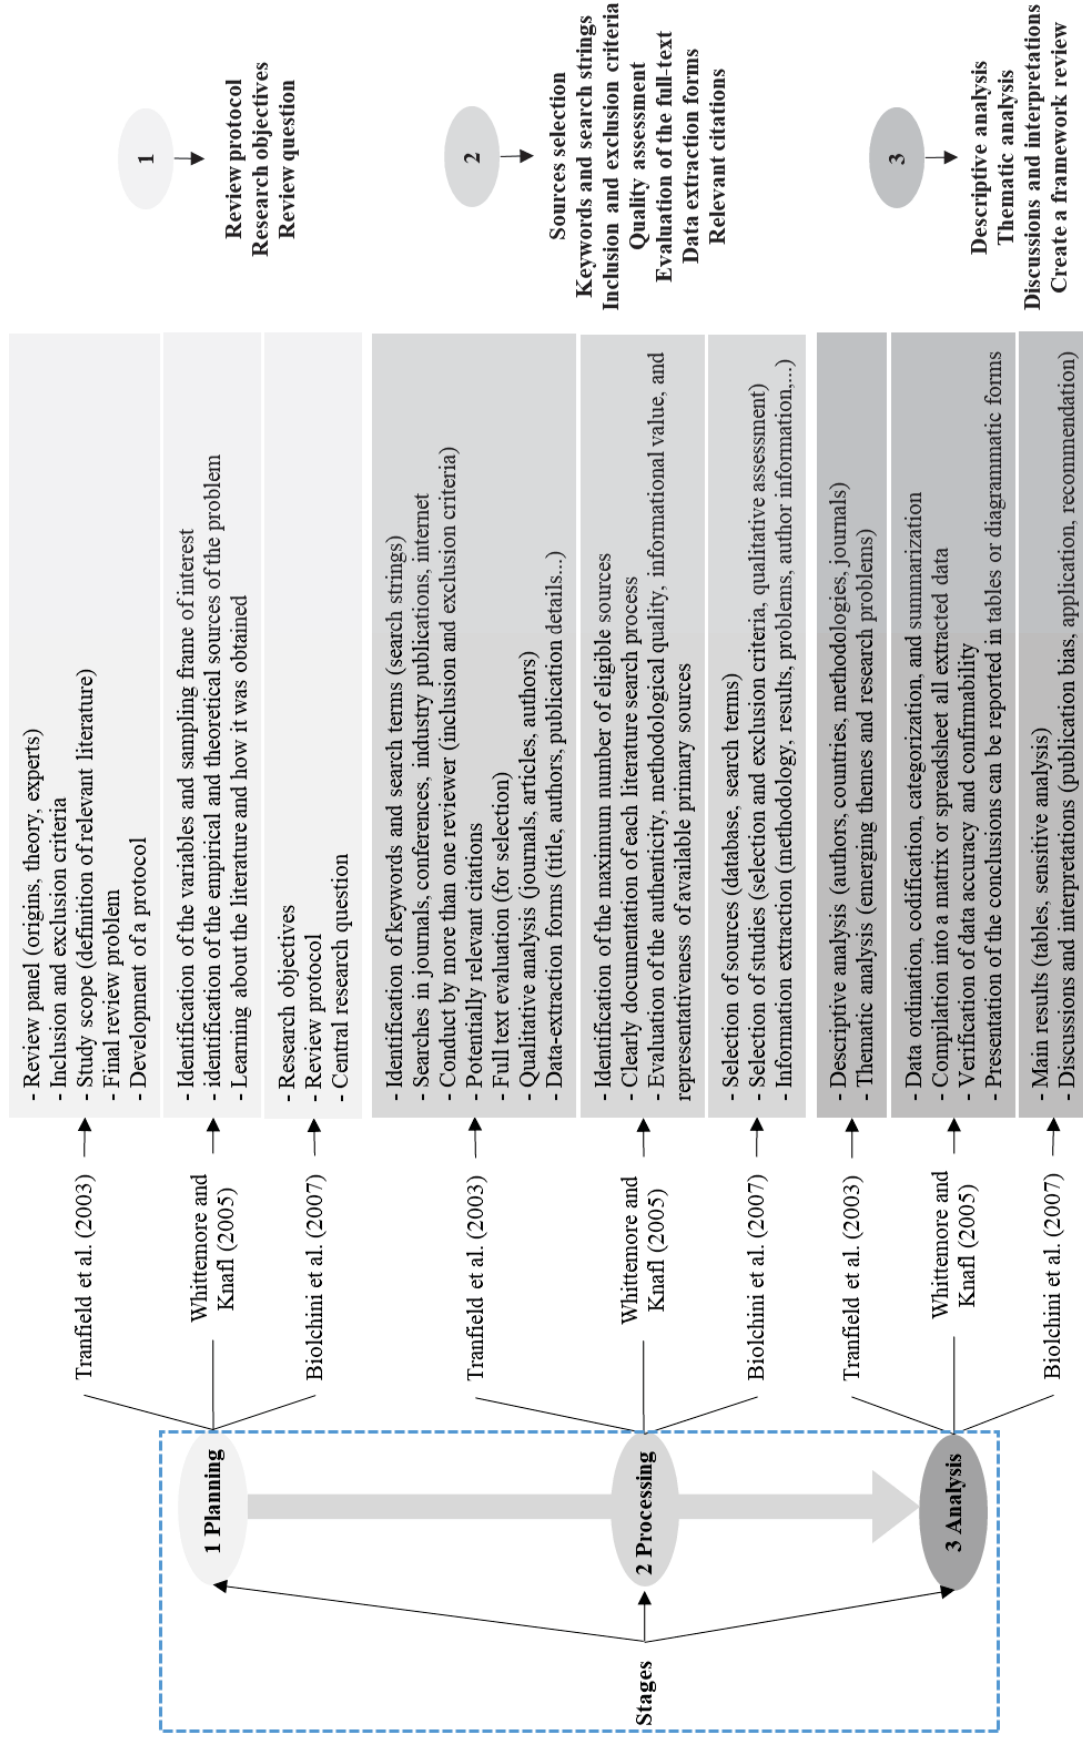 Stages
1 Planning
2 Processing
3 Analysis
Tranfield et al. (2003)
- Review panel (origins, theory, experts)
- Inclusion and exclusion criteria
- Study scope (definition of relevant literature)
- Final review problem
- Development of a protocol
Whittemore and
Knafl (2005)
- Identification of the variables and sampling frame of interest
- identification of the empirical and theoretical sources of the problem
- Learning about the literature and how it was obtained
Biolchini et al. (2007)
- Research objectives
- Review protocol
- Central research question
Tranfield et al. (2003)
- Identification of keywords and search terms (search strings)
- Searches in journals, conferences, industry publications, internet
- Conduct by more than one reviewer (inclusion and exclusion criteria)
- Potentially relevant citations
- Full text evaluation (for selection)
- Qualitative analysis (journals, articles, authors)
- Data-extraction forms (title, authors, publication details...)
Whittemore and
Knafl (2005)
- Identification of the maximum number of eligible sources
- Clearly documentation of each literature search process
- Evaluation of the authenticity, methodological quality, informational value, and
representativeness of available primary sources
Biolchini et al. (2007)
- Selection of sources (database, search terms)
- Selection of studies (selection and exclusion criteria, qualitative assessment)
- Information extraction (methodology, results, problems, author information,...)
Tranfield et al. (2003)
- Descriptive analysis (authors, countries, methodologies, journals)
- Thematic analysis (emerging themes and research problems)
Whittemore and
Knafl (2005)
- Data ordination, codification, categorization, and summarization
- Compilation into a matrix or spreadsheet all extracted data
- Verification of data accuracy and confirmability
- Presentation of the conclusions can be reported in tables or diagrammatic forms
Biolchini et al. (2007)
- Main results (tables, sensitive analysis)
- Discussions and interpretations (publication bias, application, recommendation)
1
Review protocol
Research objectives
Review question
2
Sources selection
Keywords and search strings
Inclusion and exclusion criteria
Quality assessment
Evaluation of the full-text
Data extraction forms
Relevant citations
3
Descriptive analysis
Thematic analysis
Discussions and interpretations
Create a framework review